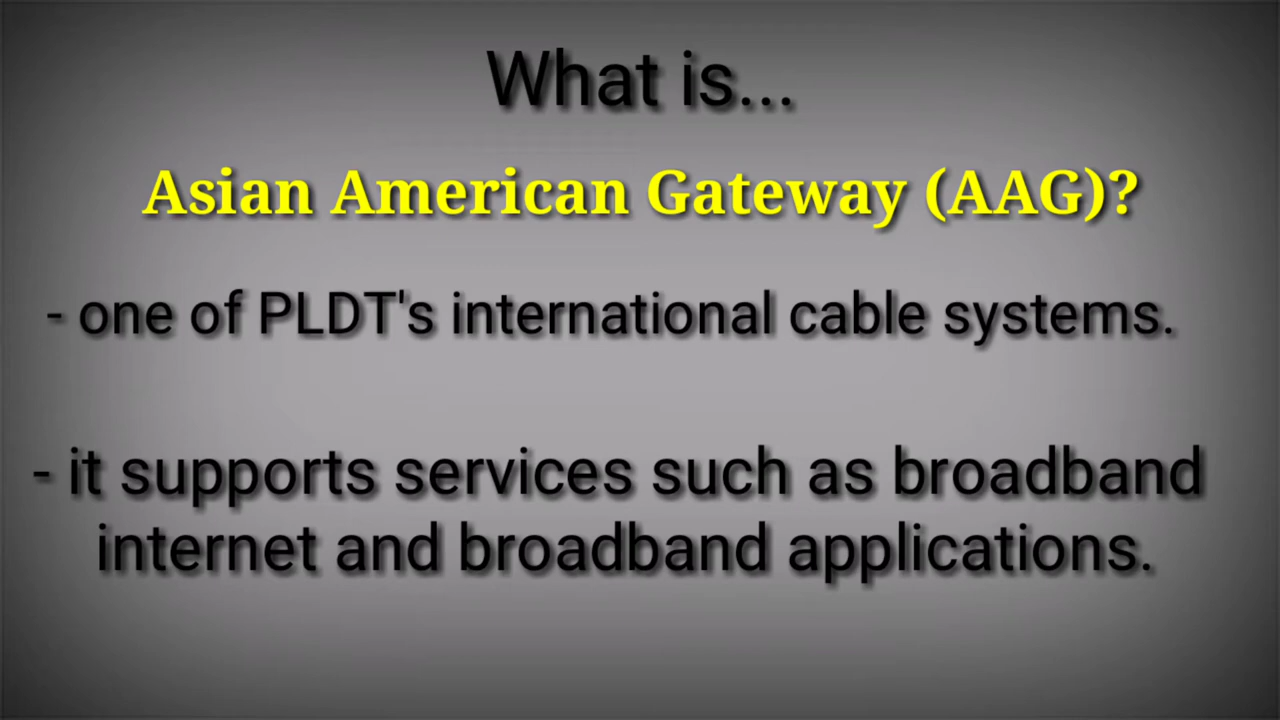 What is...
Asian American Gateway (AAG)?
- one of PLDT's international cable systems.
- it supports services such as broadband
internet and broadband applications.